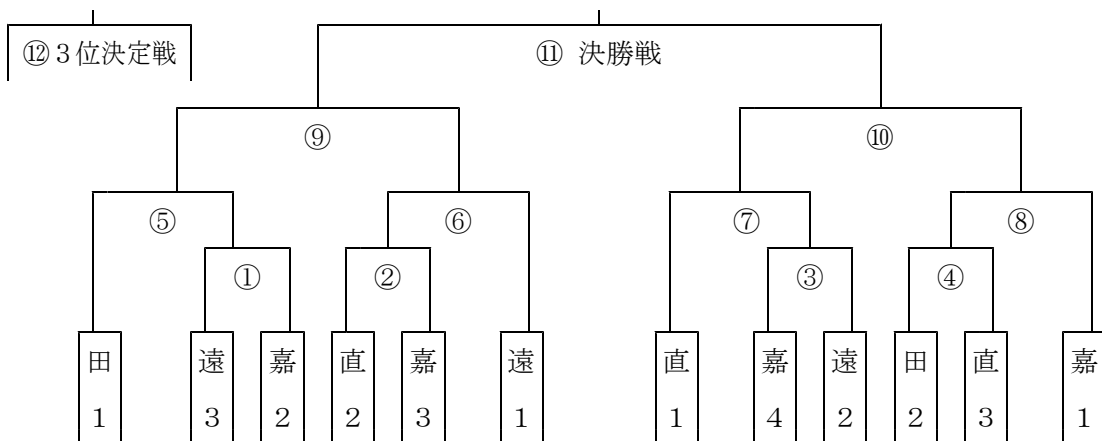 ⑫３位決定戦
⑪ 決勝戦
⑨ ⑩
⑤ ⑥ ⑦ ⑧
① ② ③ ④
田 遠 嘉 直 嘉 遠 直 嘉 遠 田 直 嘉
１ ３ ２ ２ ３ １ １ ４ ２ ２ ３ １